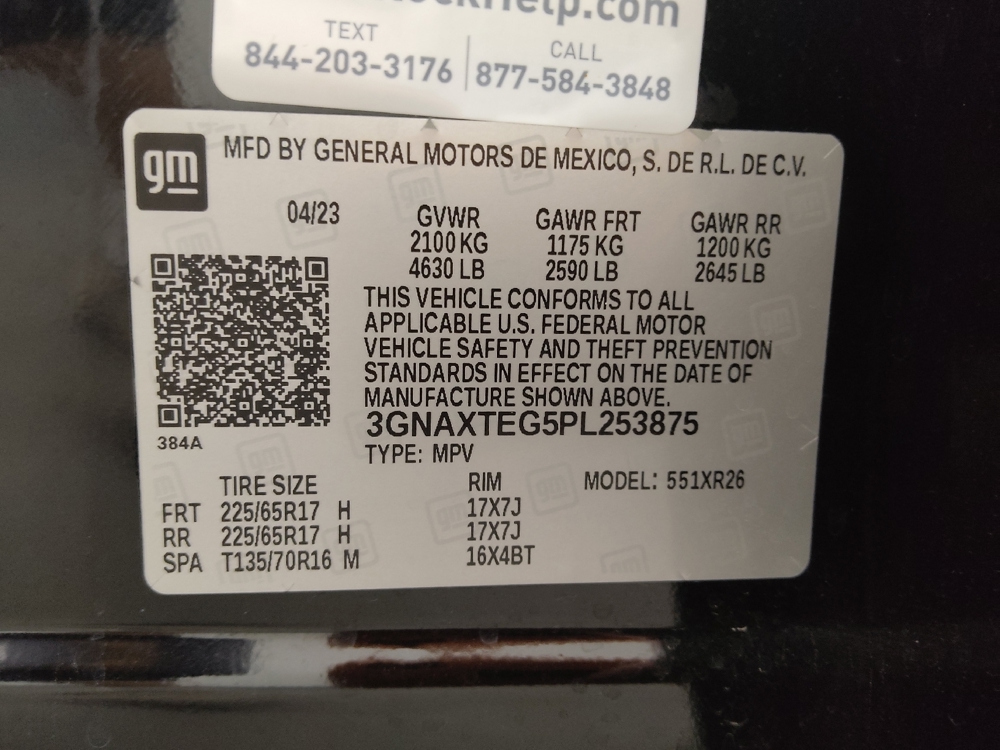 TEXT
844-203-3176
CALL
877-584-3848
gm
MFD BY GENERAL MOTORS DE MEXICO, S. DE R.L. DE C.V.
04/23 GVWR GAWR FRT GAWR RR
2100 KG 1175 KG 1200 KG
4630 LB 2590 LB 2645 LB
THIS VEHICLE CONFORMS TO ALL
APPLICABLE U.S. FEDERAL MOTOR
VEHICLE SAFETY AND THEFT PREVENTION
STANDARDS IN EFFECT ON THE DATE OF
MANUFACTURE SHOWN ABOVE.
3GNAXTEG5PL253875
384A
TYPE: MPV
TIRE SIZE RIM MODEL: 551XR26
FRT 225/65R17 H 17X7J
RR 225/65R17 H 17X7J
SPA T135/70R16 M 16X4BT